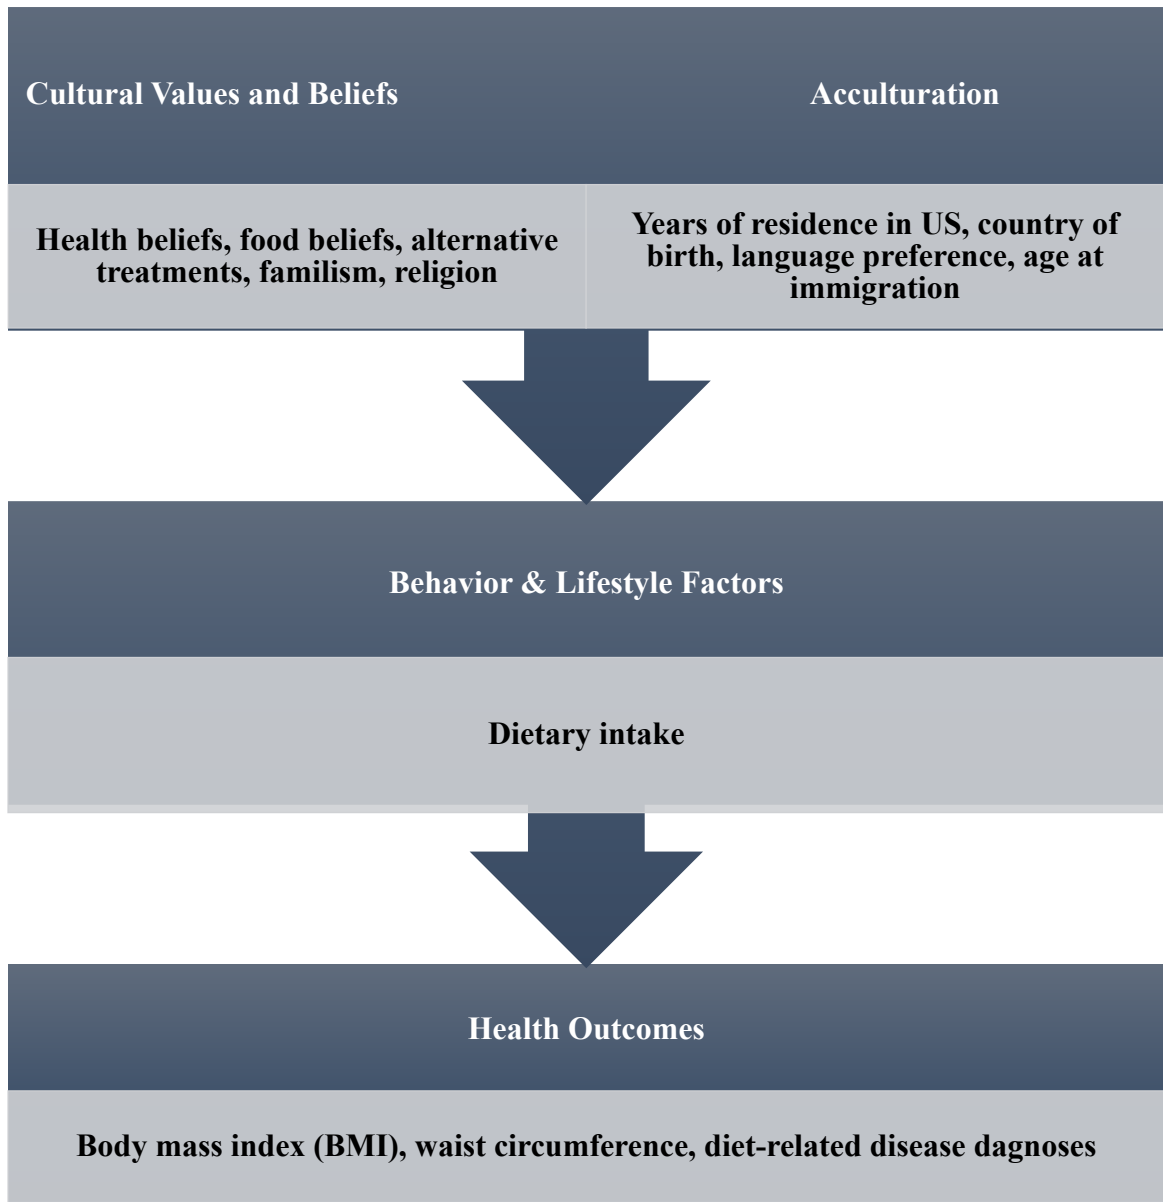 Cultural Values and Beliefs
Acculturation
Health beliefs, food beliefs, alternative
treatments, familism, religion
Years of residence in US, country of
birth, language preference, age at
immigration
Behavior & Lifestyle Factors
Dietary intake
Health Outcomes
Body mass index (BMI), waist circumference, diet-related disease dagnoses